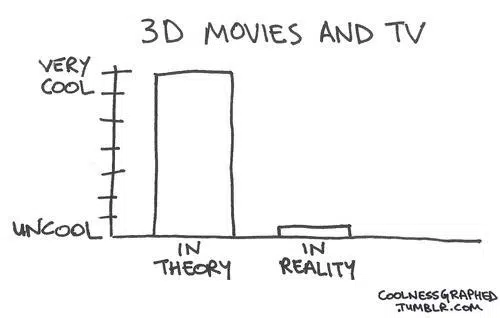 3D MOVIES AND TV
VERY
COOL
UNCOOL
IN
THEORY
IN
REALITY
COOLNESSGRAPHED
.TUMBLR.COM